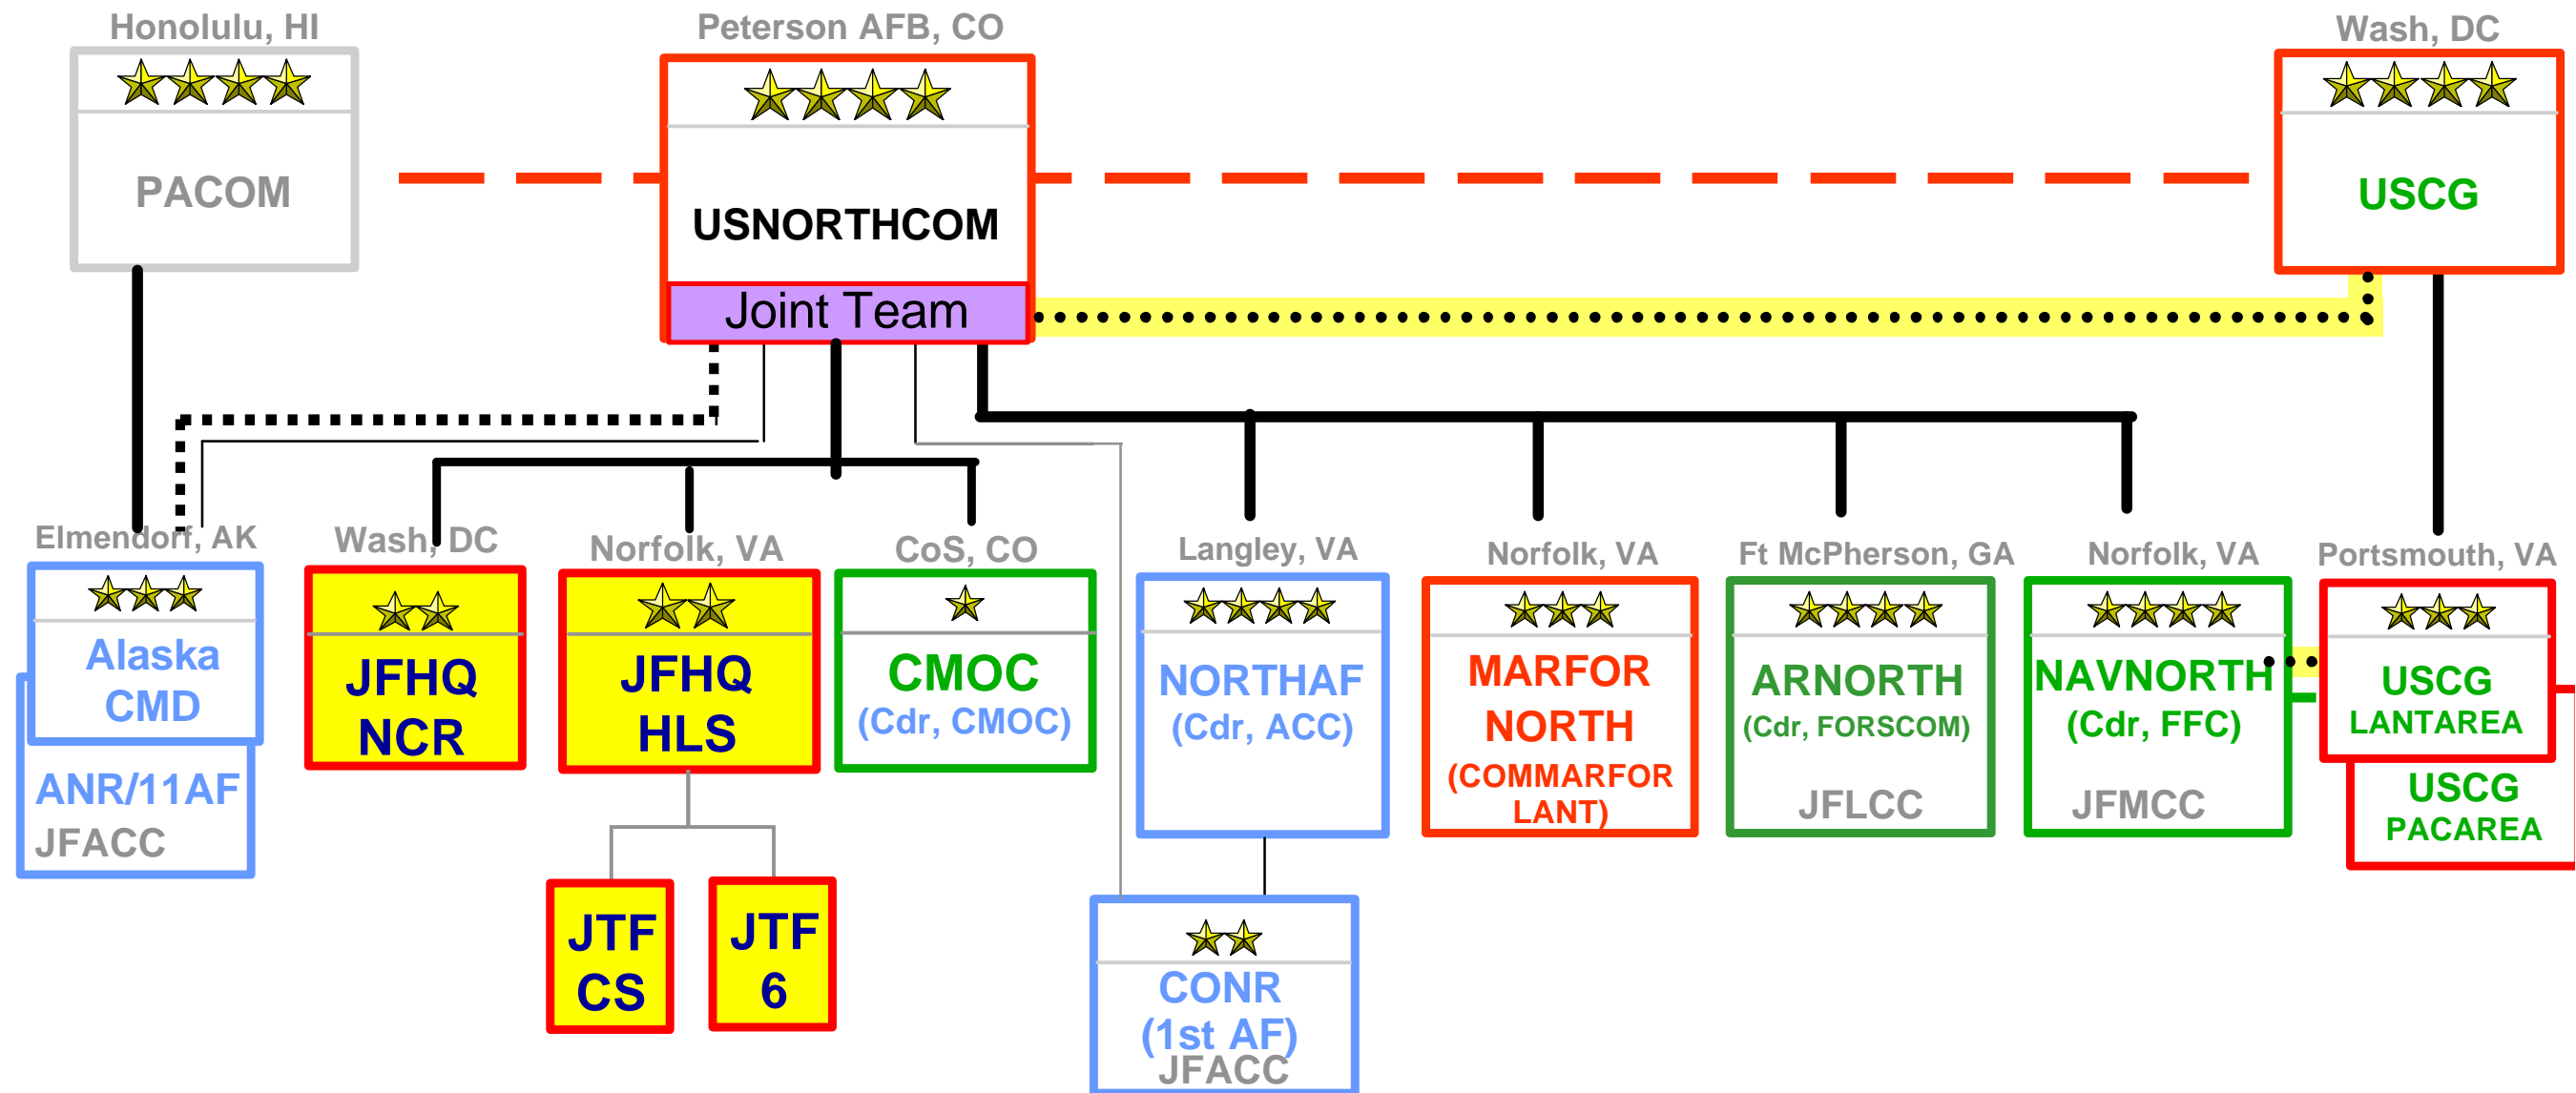 Honolulu, HI
PACOM
Peterson AFB, CO
USNORTHCOM
Joint Team
Wash, DC
USCG
Elmendorf, AK
Alaska
CMD
ANR/11AF
JFACC
Wash, DC
JFHQ
NCR
Norfolk, VA
JFHQ
HLS
JTF
CS
JTF
6
CoS, CO
CMOC
(Cdr, CMOC)
Langley, VA
NORTHAF
(Cdr, ACC)
CONR
(1st AF)
JFACC
Norfolk, VA
MARFOR
NORTH
(COMMARFOR
LANT)
Ft McPherson, GA
ARNORTH
(Cdr, FORSCOM)
JFLCC
Norfolk, VA
NAVNORTH
(Cdr, FFC)
JFMCC
Portsmouth, VA
USCG
LANTAREA
USCG
PACAREA